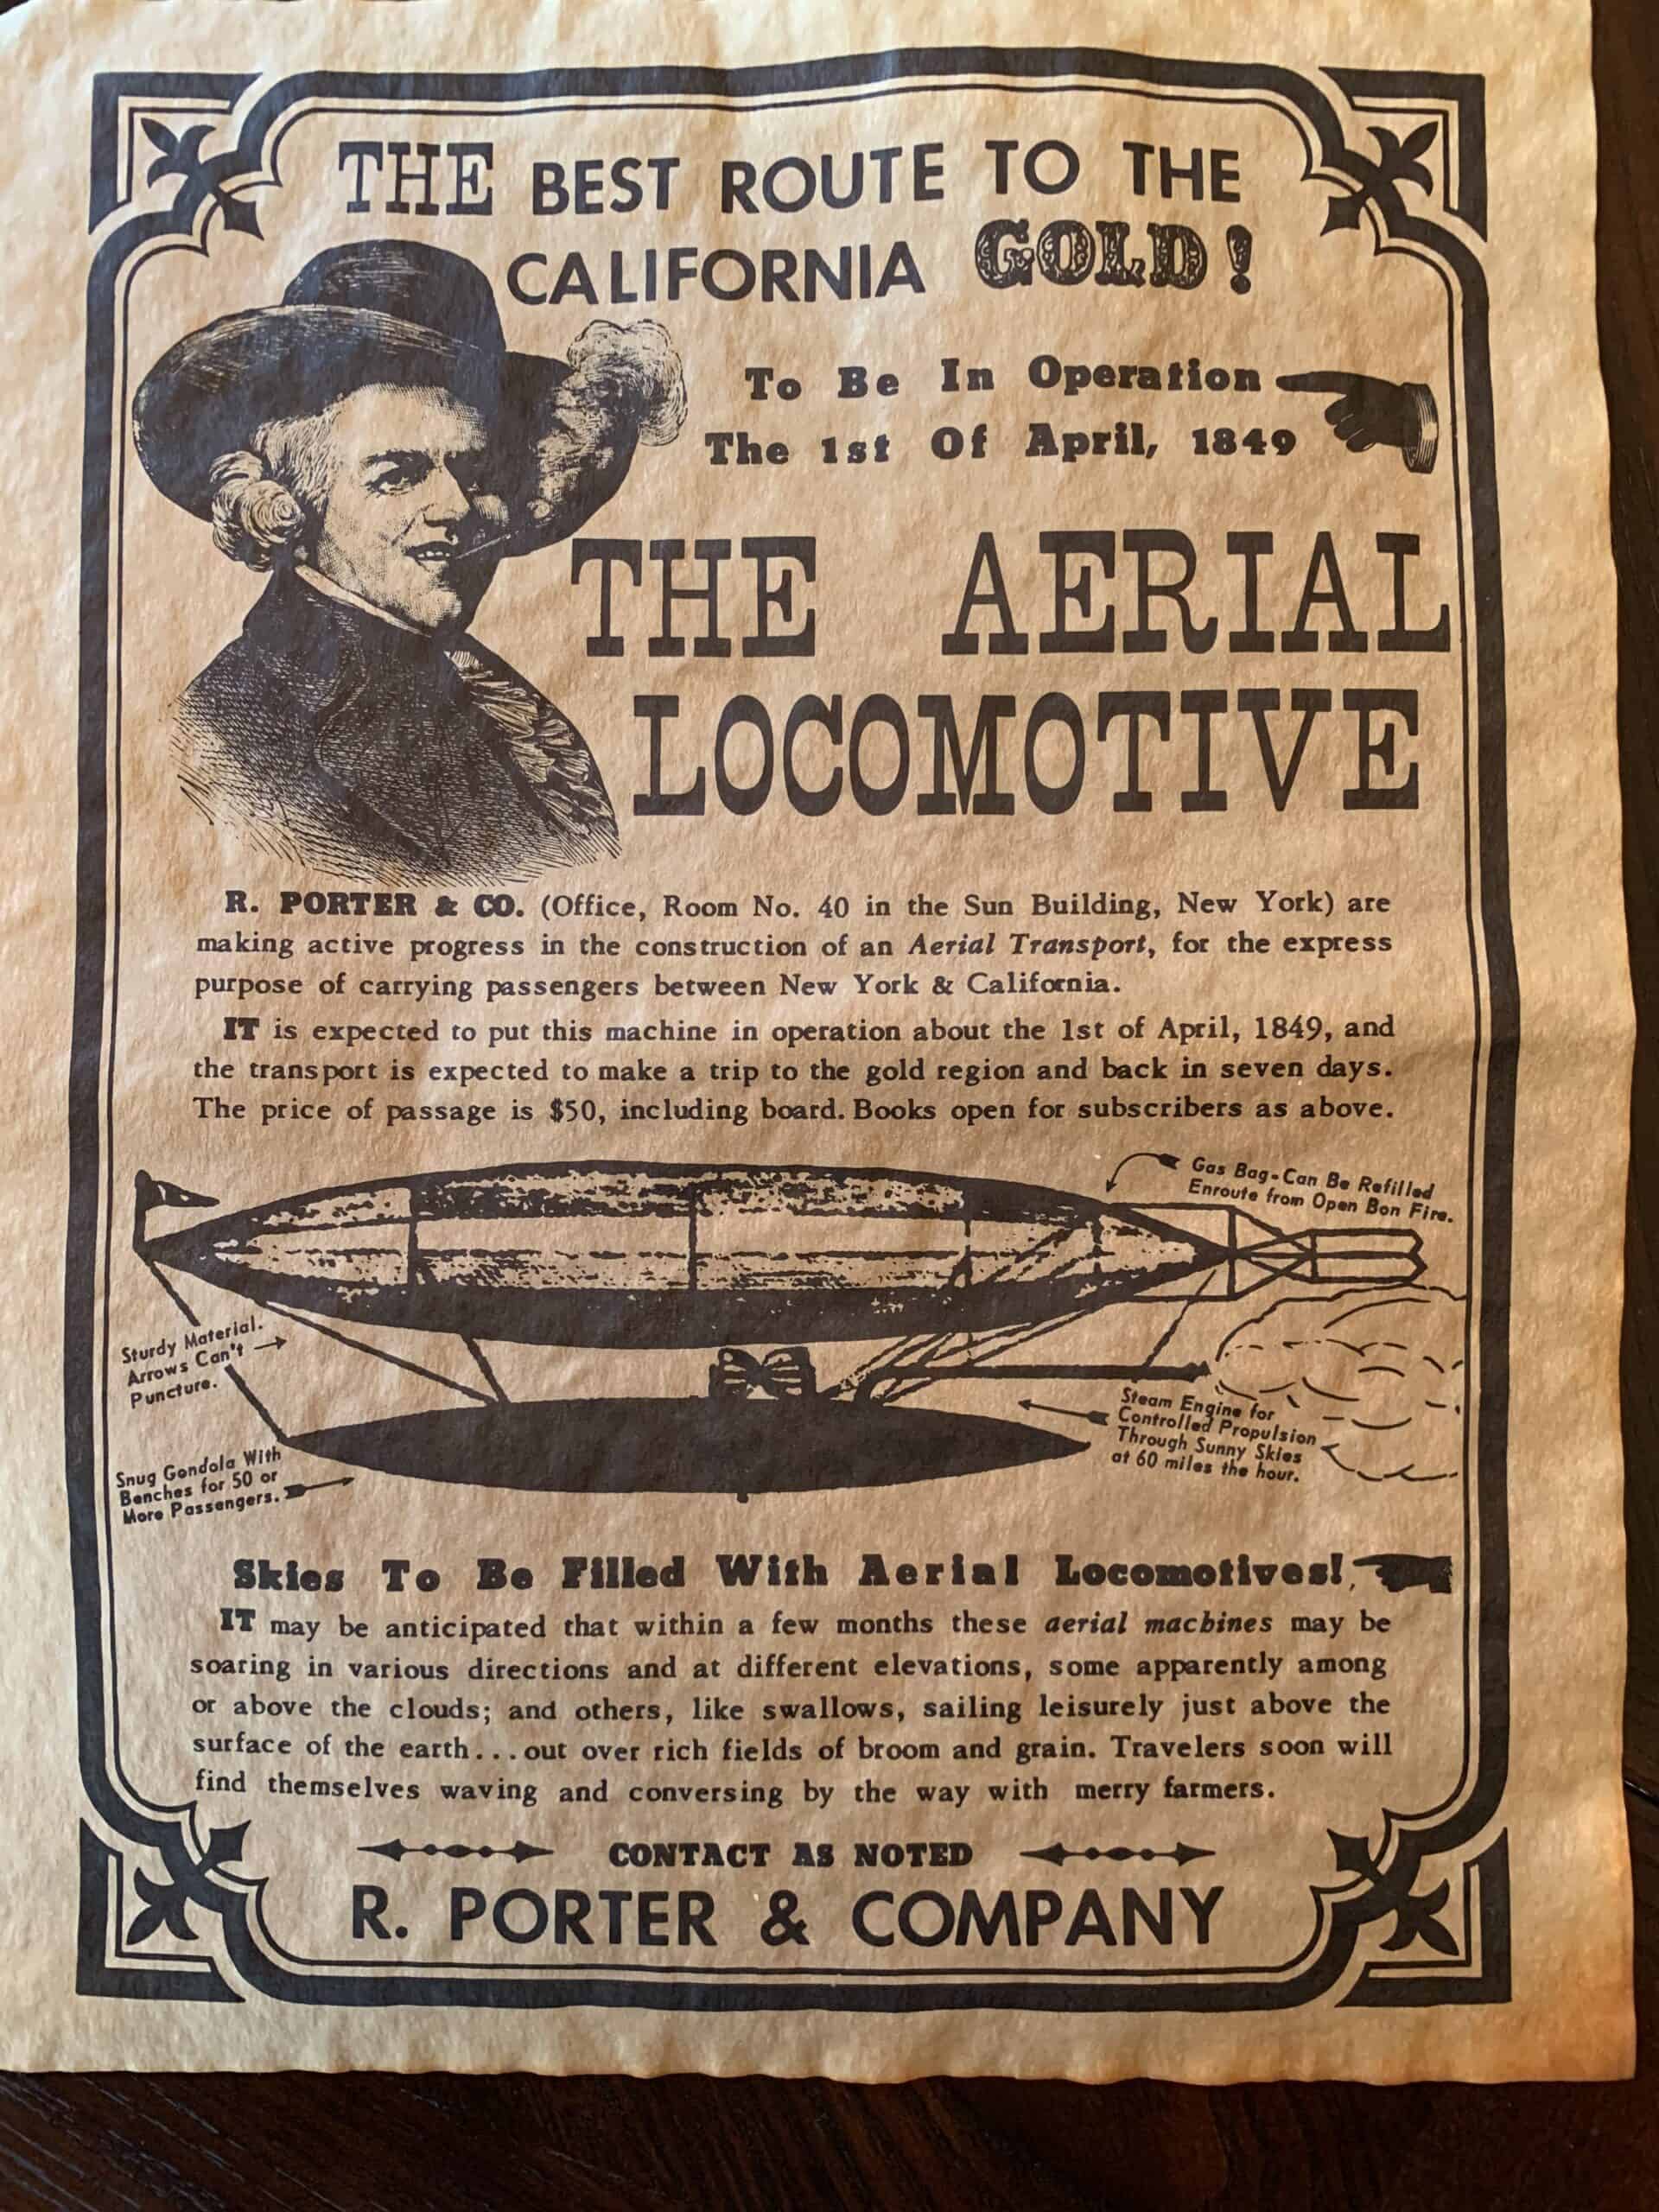 THE BEST ROUTE TO THE
CALIFORNIA GOLD!
To Be In Operation
The 1st Of April, 1849
THE AERIAL
LOCOMOTIVE
R. PORTER & CO. (Office, Room No. 40 in the Sun Building, New York) are
making active progress in the construction of an Aerial Transport, for the express
purpose of carrying passengers between New York & California.
IT is expected to put this machine in operation about the 1st of April, 1849, and
the transport is expected to make a trip to the gold region and back in seven days.
The price of passage is $50, including board. Books open for subscribers as above.
Gas Bag-Can Be Refilled
Enroute from Open Bon Fire.
Sturdy Material.
Arrows Can't
Puncture.
Steam Engine for
Controlled Propulsion
Through Sunny Skies
at 60 miles the hour.
Snug Gondola With
Benches for 50 or
More Passengers.
Skies To Be Filled With Aerial Locomotives!
IT may be anticipated that within a few months these aerial machines may be
soaring in various directions and at different elevations, some apparently among
or above the clouds; and others, like swallows, sailing leisurely just above the
surface of the earth...out over rich fields of broom and grain. Travelers soon will
find themselves waving and conversing by the way with merry farmers.
CONTACT AS NOTED
R. PORTER & COMPANY